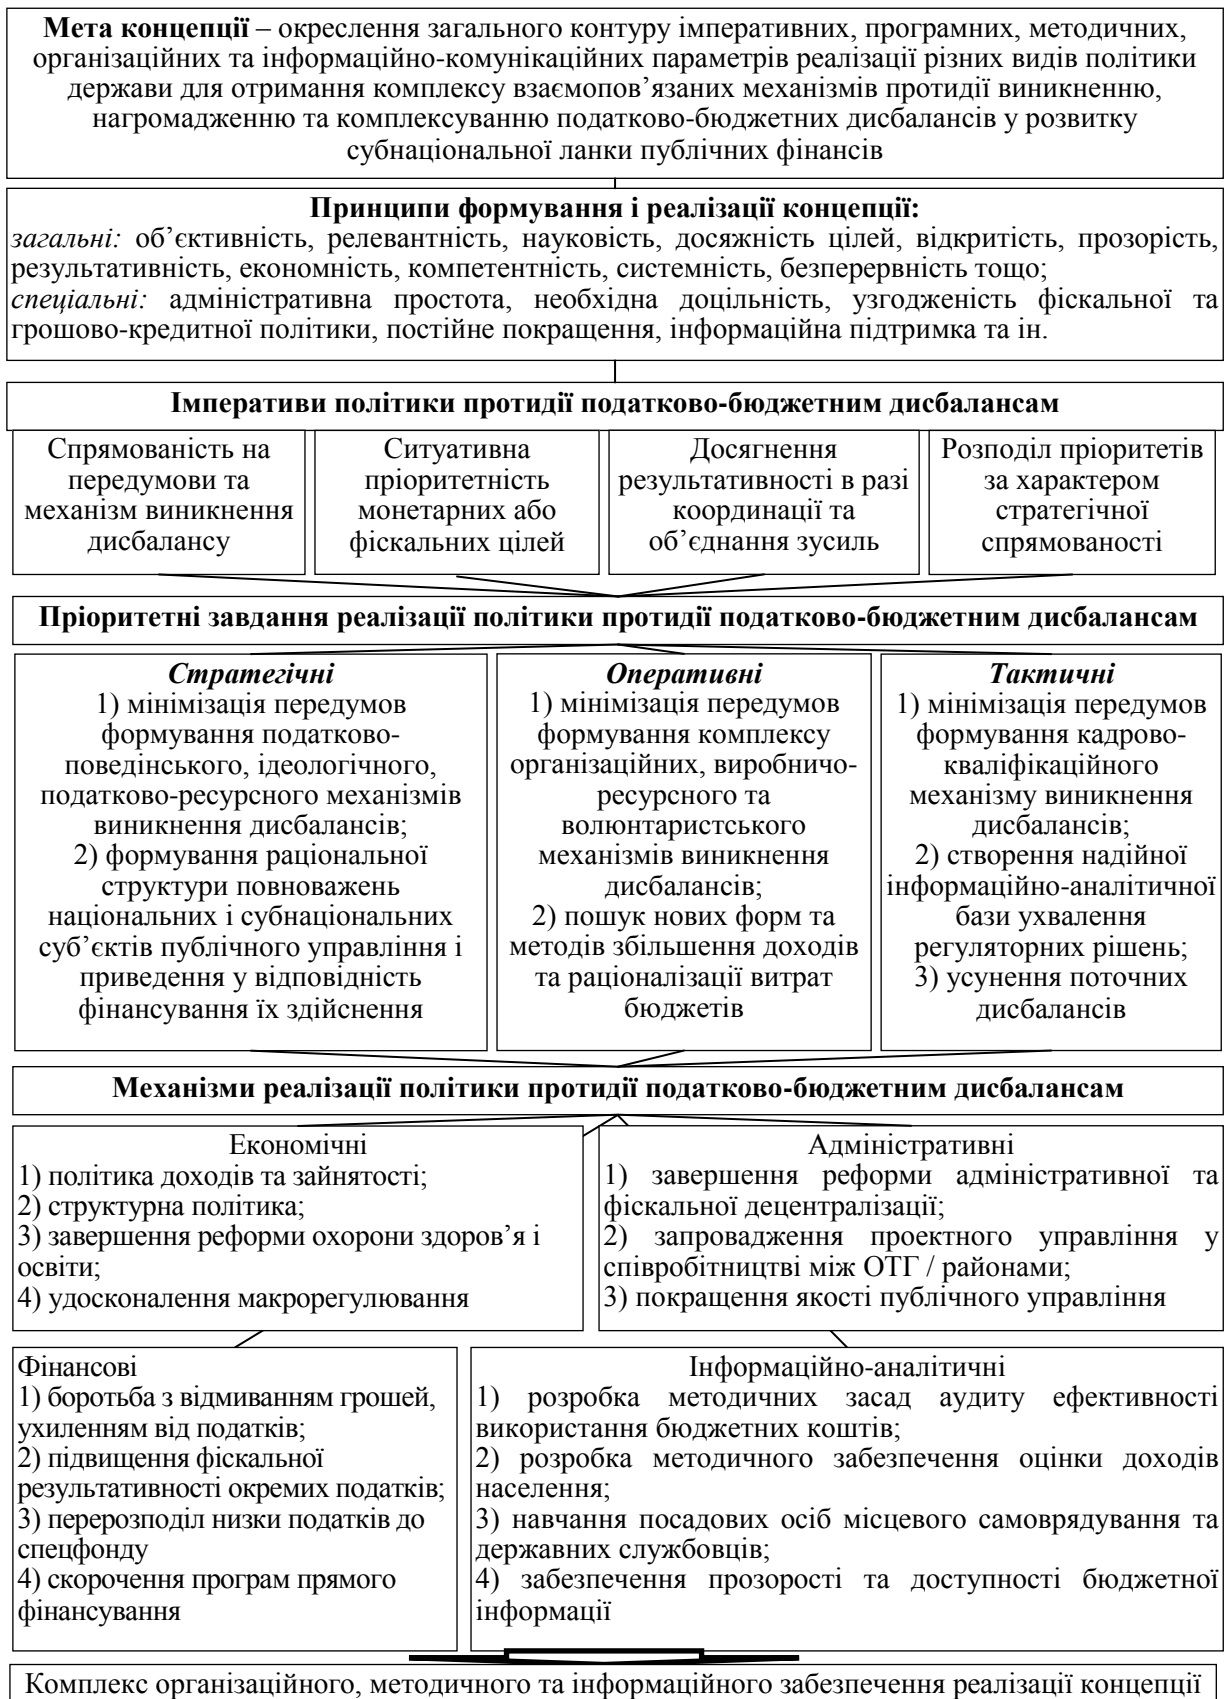 Мета концепції – окреслення загального контуру імперативних, програмних, методичних,
організаційних та інформаційно-комунікаційних параметрів реалізації різних видів політики
держави для отримання комплексу взаємопов’язаних механізмів протидії виникненню,
нагромадженню та комплексуванню податково-бюджетних дисбалансів у розвитку
субнаціональної ланки публічних фінансів
Принципи формування і реалізації концепції:
загальні: об’єктивність, релевантність, науковість, досяжність цілей, відкритість, прозорість,
результативність, економність, компетентність, системність, безперервність тощо;
спеціальні: адміністративна простота, необхідна доцільність, узгодженість фіскальної та
грошово-кредитної політики, постійне покращення, інформаційна підтримка та ін.
Імперативи політики протидії податково-бюджетним дисбалансам
Спрямованість на
передумови та
механізм виникнення
дисбалансу
Ситуативна
пріоритетність
монетарних або
фіскальних цілей
Досягнення
результативності в разі
координації та
об’єднання зусиль
Розподіл пріоритетів
за характером
стратегічної
спрямованості
Пріоритетні завдання реалізації політики протидії податково-бюджетним дисбалансам
Стратегічні
1) мінімізація передумов
формування податково-
поведінського, ідеологічного,
податково-ресурсного механізмів
виникнення дисбалансів;
2) формування раціональної
структури повноважень
національних і субнаціональних
суб’єктів публічного управління і
приведення у відповідність
фінансування їх здійснення
Оперативні
1) мінімізація передумов
формування комплексу
організаційних, виробничо-
ресурсного та
волюнтаристського
механізмів виникнення
дисбалансів;
2) пошук нових форм та
методів збільшення доходів
та раціоналізації витрат
бюджетів
Тактичні
1) мінімізація передумов
формування кадрово-
кваліфікаційного
механізму виникнення
дисбалансів;
2) створення надійної
інформаційно-аналітичної
бази ухвалення
регуляторних рішень;
3) усунення поточних
дисбалансів
Механізми реалізації політики протидії податково-бюджетним дисбалансам
Економічні
1) політика доходів та зайнятості;
2) структурна політика;
3) завершення реформи охорони здоров’я і
освіти;
4) удосконалення макрорегулювання
Адміністративні
1) завершення реформи адміністративної та
фіскальної децентралізації;
2) запровадження проектного управління у
співробітництві між ОТГ / районами;
3) покращення якості публічного управління
Фінансові
1) боротьба з відмиванням грошей,
ухиленням від податків;
2) підвищення фіскальної
результативності окремих податків;
3) перерозподіл низки податків до
спецфонду
4) скорочення програм прямого
фінансування
Інформаційно-аналітичні
1) розробка методичних засад аудиту ефективності
використання бюджетних коштів;
2) розробка методичного забезпечення оцінки доходів
населення;
3) навчання посадових осіб місцевого самоврядування та
державних службовців;
4) забезпечення прозорості та доступності бюджетної
інформації
Комплекс організаційного, методичного та інформаційного забезпечення реалізації концепції